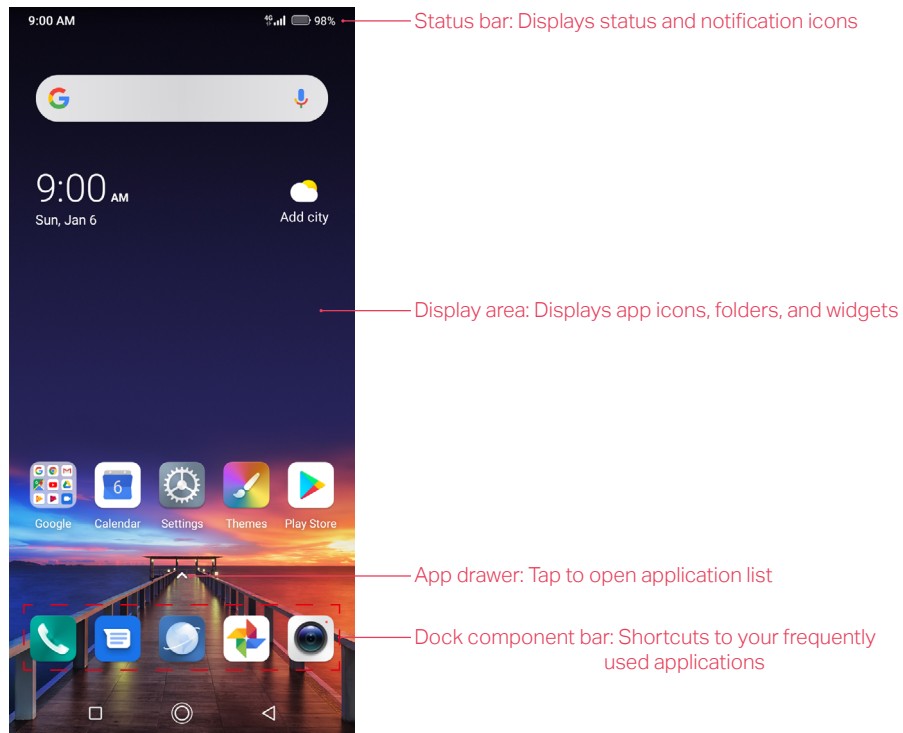 9:00 AM
4G
98%
Status bar: Displays status and notification icons
9:00 AM
Sun, Jan 6
Add city
Display area: Displays app icons, folders, and widgets
6
Google
Calendar
Settings
Themes
Play Store
App drawer: Tap to open application list
Dock component bar: Shortcuts to your frequently
used applications